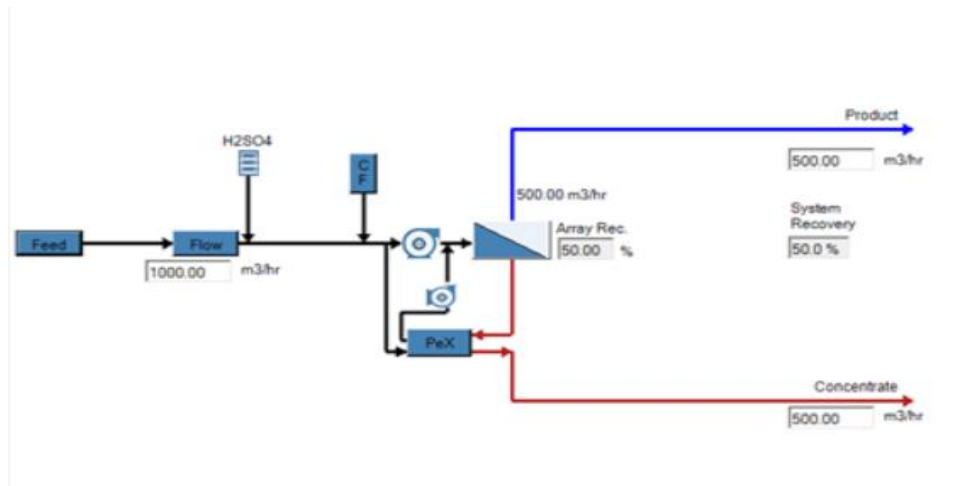 Product
H2SO4
500.00 m3/hr
C
F
500.00 m3/hr
System
Recovery
Array Rec.
Feed
Flow
50.00 %
50.0 %
1000.00 m3/hr
PeX
Concentrate
500.00 m3/hr